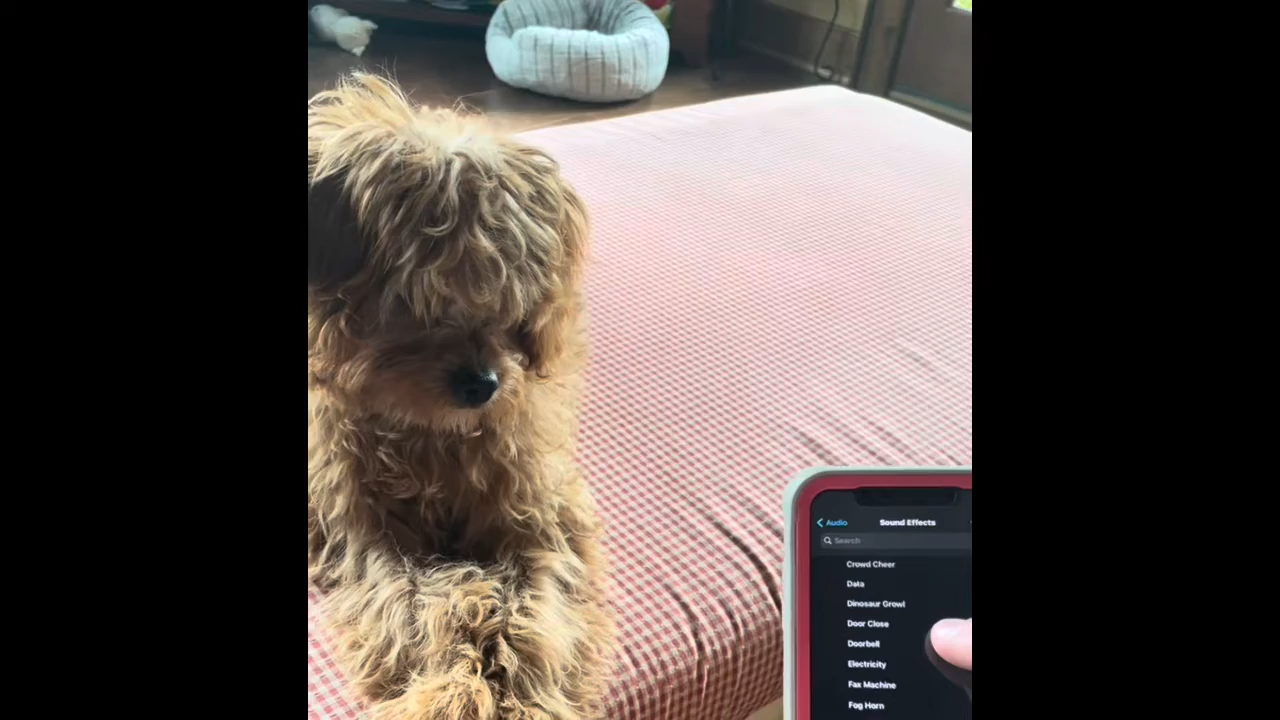 Audio
Sound Effects
Search
Crowd Cheer
Data
Dinosaur Growl
Door Close
Doorbell
Electricity
Fax Machine
Fog Horn